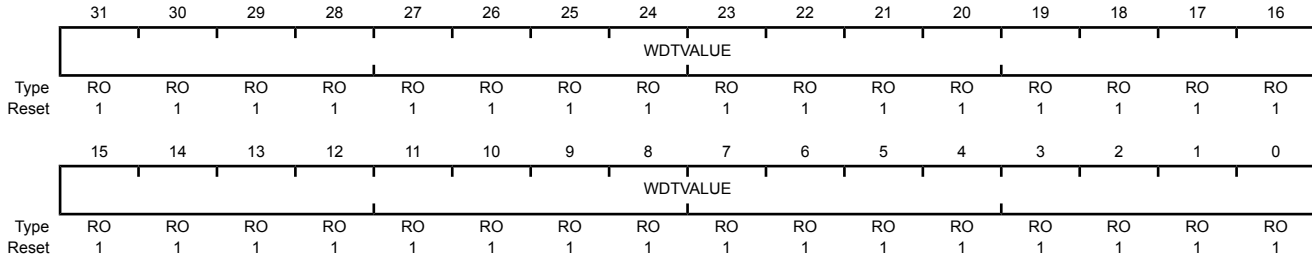 31 30 29 28 27 26 25 24 23 22 21 20 19 18 17 16
WDTVALUE
Type RO RO RO RO RO RO RO RO RO RO RO RO RO RO RO RO
Reset 1 1 1 1 1 1 1 1 1 1 1 1 1 1 1 1
15 14 13 12 11 10 9 8 7 6 5 4 3 2 1 0
WDTVALUE
Type RO RO RO RO RO RO RO RO RO RO RO RO RO RO RO RO
Reset 1 1 1 1 1 1 1 1 1 1 1 1 1 1 1 1